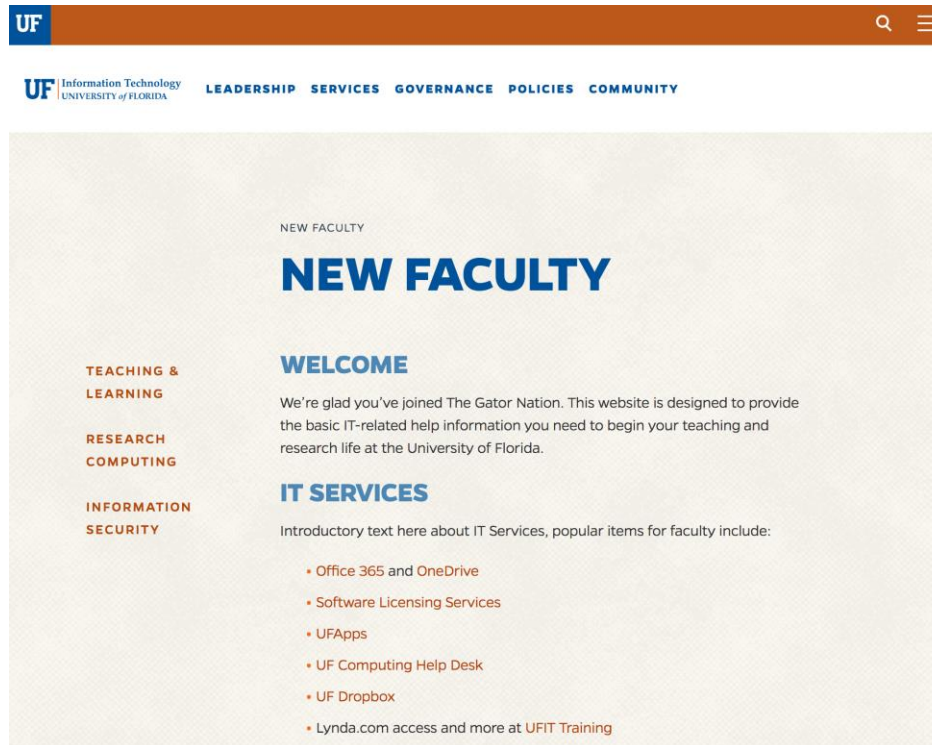 UF
UF Information Technology
UNIVERSITY of FLORIDA
LEADERSHIP SERVICES GOVERNANCE POLICIES COMMUNITY
NEW FACULTY
NEW FACULTY
TEACHING &
LEARNING
RESEARCH
COMPUTING
INFORMATION
SECURITY
WELCOME
We're glad you've joined The Gator Nation. This website is designed to provide
the basic IT-related help information you need to begin your teaching and
research life at the University of Florida.
IT SERVICES
Introductory text here about IT Services, popular items for faculty include:
• Office 365 and OneDrive
• Software Licensing Services
• UFApps
• UF Computing Help Desk
• UF Dropbox
• Lynda.com access and more at UFIT Training